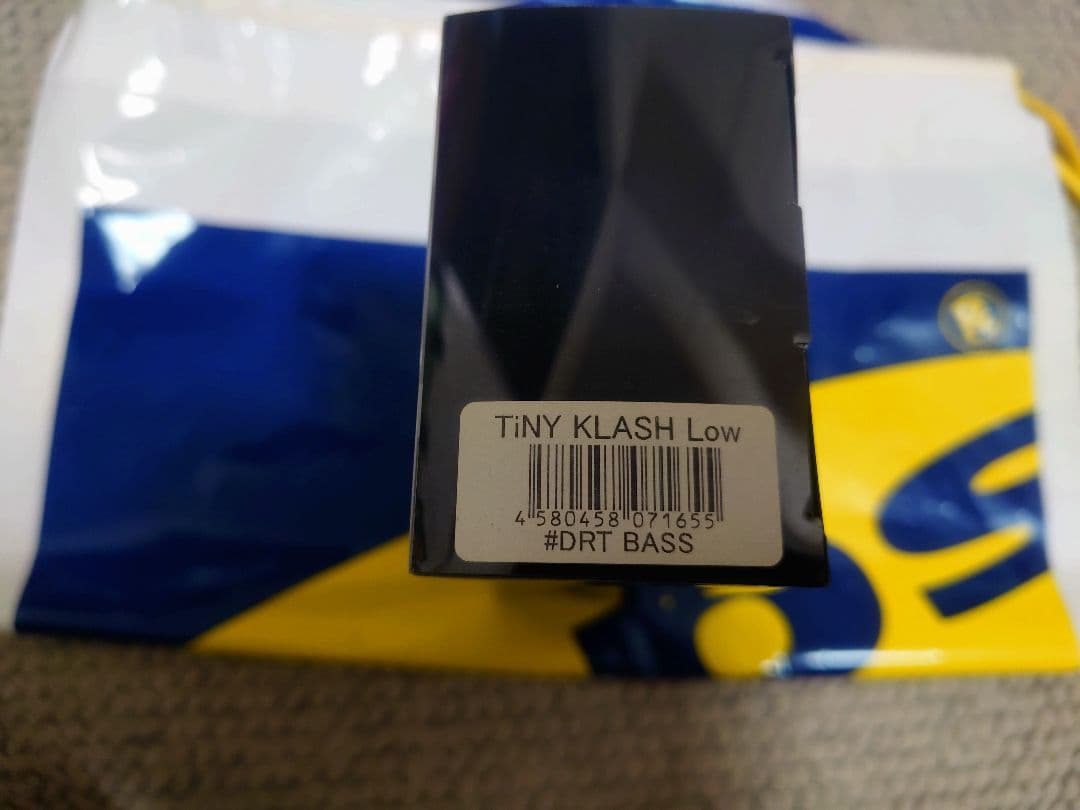 TiNY KLASH Low
4 580458 071655
#DRT BASS